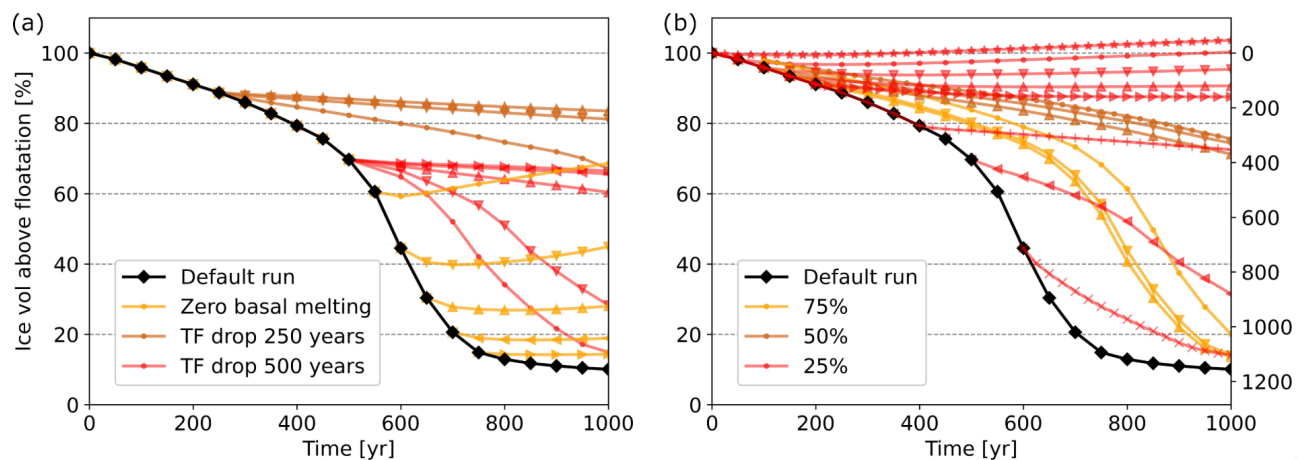 (a)
Ice vol above floatation [%]
100
80
60
40
20
0
0 200 400 600 800 1000
Time [yr]
Default run
Zero basal melting
TF drop 250 years
TF drop 500 years
(b)
100
80
60
40
20
0
0 200 400 600 800 1000
Time [yr]
Default run
75%
50%
25%
0
200
400
600
800
1000
1200